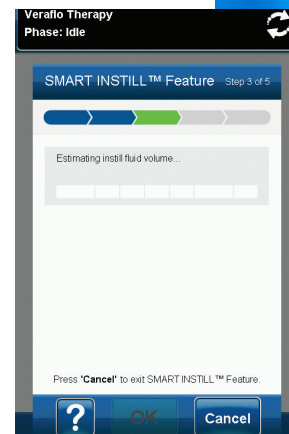 Veraflo Therapy
Phase: Idle
SMART INSTILL™ Feature Step 3 of 5
Estimating instill fluid volume...
Press "Cancel" to exit SMART INSTILL™ Feature.
? OK Cancel